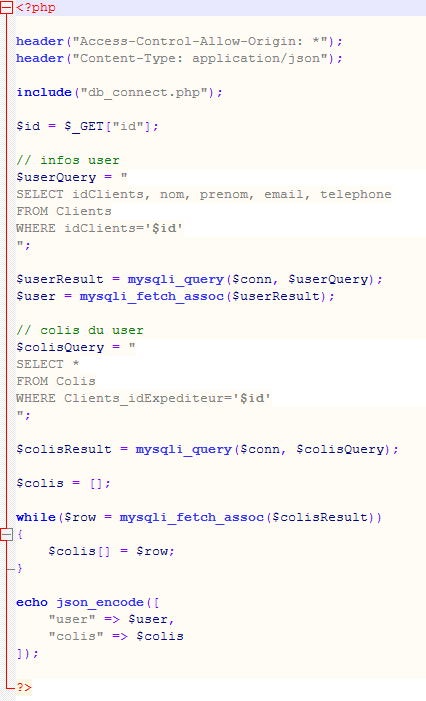 <?php
header("Access-Control-Allow-Origin: *");
header("Content-Type: application/json");
include("db_connect.php");
$id = $_GET["id"];
// infos user
$userQuery = "
SELECT idClients, nom, prenom, email, telephone
FROM Clients
WHERE idClients='$id'
";
$userResult = mysqli_query($conn, $userQuery);
$user = mysqli_fetch_assoc($userResult);
// colis du user
$colisQuery = "
SELECT *
FROM Colis
WHERE Clients_idExpediteur='$id'
";
$colisResult = mysqli_query($conn, $colisQuery);
$colis = [];
while($row = mysqli_fetch_assoc($colisResult))
{
    $colis[] = $row;
}
echo json_encode([
    "user" => $user,
    "colis" => $colis
]);
?>